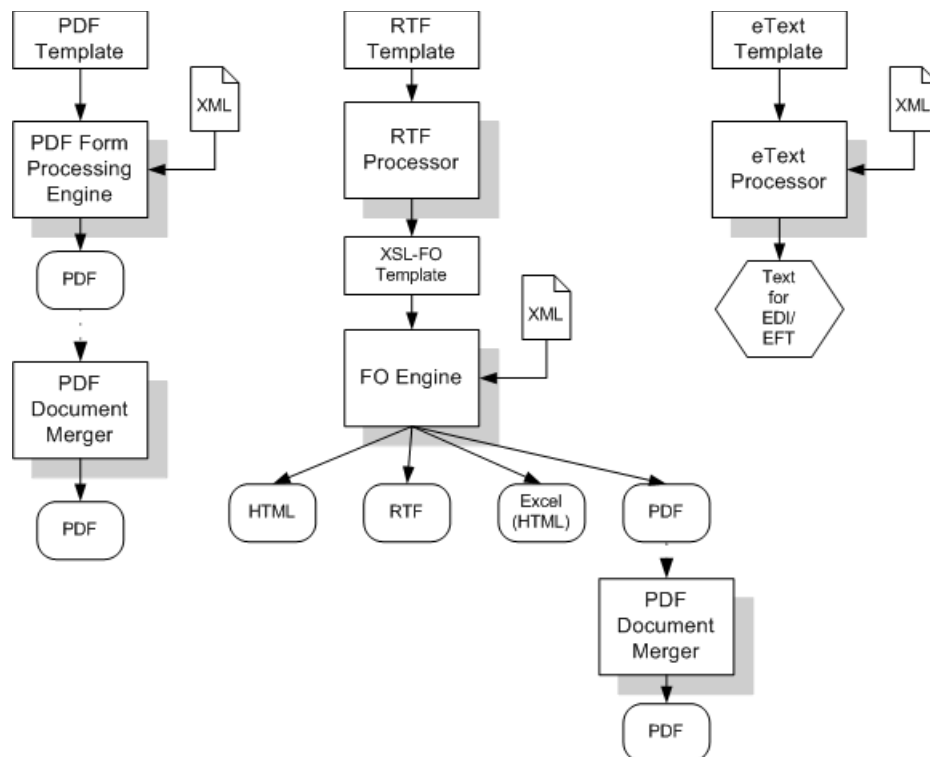 PDF
Template
XML
PDF Form
Processing
Engine
PDF
PDF
Document
Merger
PDF
RTF
Template
RTF
Processor
XSL-FO
Template
XML
FO Engine
HTML
RTF
Excel
(HTML)
PDF
PDF
Document
Merger
PDF
eText
Template
XML
eText
Processor
Text
for
EDI/
EFT